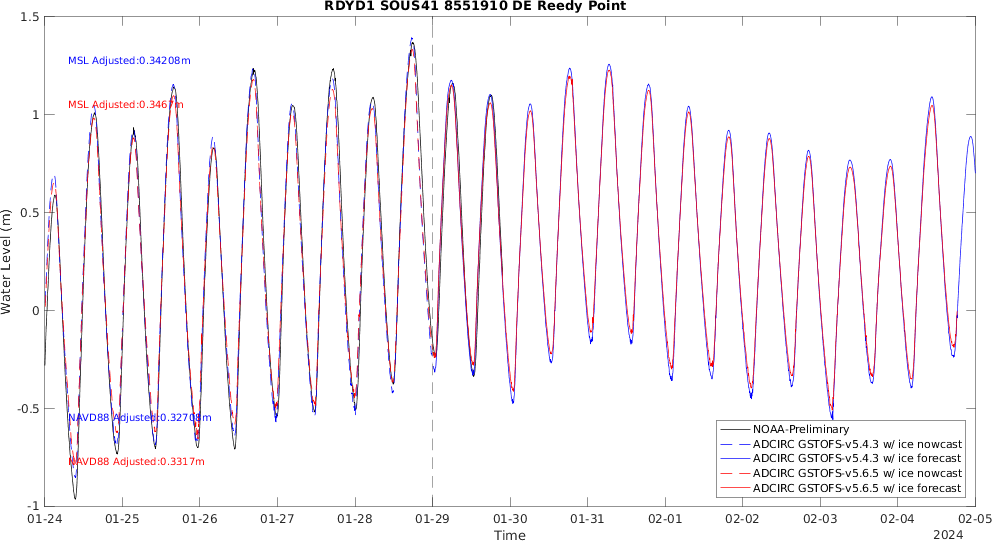 RDYD1 SOUS41 8551910 DE Reedy Point
1.5
MSL Adjusted:0.34208m
MSL Adjusted:0.3467m
1
0.5
Water Level (m)
0
-0.5
NAVD88 Adjusted:0.32708m
NAVD88 Adjusted:0.3317m
NOAA-Preliminary
ADCIRC GSTOFS-v5.4.3 w/ ice nowcast
ADCIRC GSTOFS-v5.4.3 w/ ice forecast
ADCIRC GSTOFS-v5.6.5 w/ ice nowcast
ADCIRC GSTOFS-v5.6.5 w/ ice forecast
-1
01-24 01-25 01-26 01-27 01-28 01-29 01-30 01-31 02-01 02-02 02-03 02-04 02-05
Time
2024